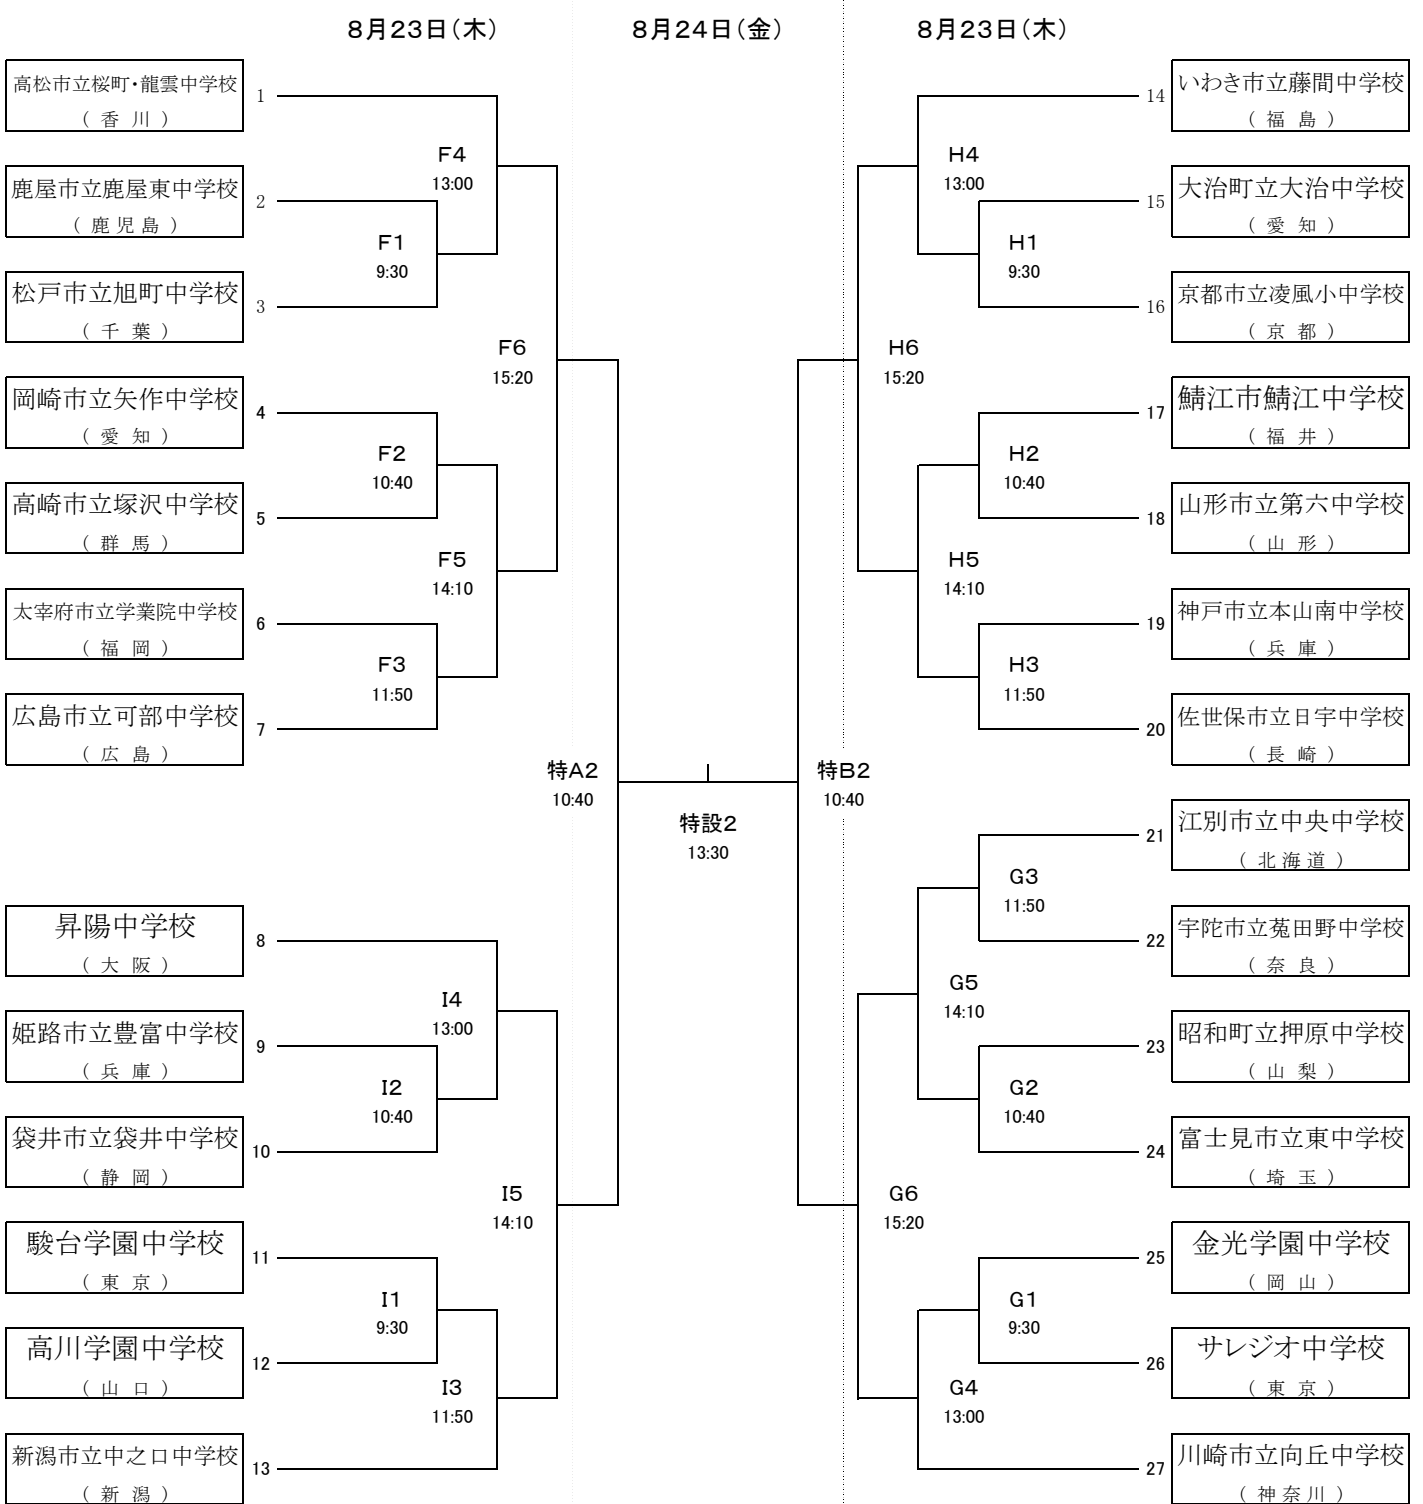 8月23日(木)
8月24日(金)
8月23日(木)
高松市立桜町・龍雲中学校
(香川)
1
鹿屋市立鹿屋東中学校
(鹿児島)
2
松戸市立旭町中学校
(千葉)
3
岡崎市立矢作中学校
(愛知)
4
高崎市立塚沢中学校
(群馬)
5
太宰府市立学業院中学校
(福岡)
6
広島市立可部中学校
(広島)
7
昇陽中学校
(大阪)
8
姫路市立豊富中学校
(兵庫)
9
袋井市立袋井中学校
(静岡)
10
駿台学園中学校
(東京)
11
高川学園中学校
(山口)
12
新潟市立中之口中学校
(新潟)
13
F4
13:00
F1
9:30
F6
15:20
F2
10:40
F5
14:10
F3
11:50
特A2
10:40
I4
13:00
I2
10:40
I5
14:10
I1
9:30
I3
11:50
特設2
13:30
特B2
10:40
H4
13:00
H1
9:30
H6
15:20
H2
10:40
H5
14:10
H3
11:50
G3
11:50
G5
14:10
G2
10:40
G6
15:20
G1
9:30
G4
13:00
14
いわき市立藤間中学校
(福島)
15
大治町立大治中学校
(愛知)
16
京都市立凌風小中学校
(京都)
17
鯖江市鯖江中学校
(福井)
18
山形市立第六中学校
(山形)
19
神戸市立本山南中学校
(兵庫)
20
佐世保市立日宇中学校
(長崎)
21
江別市立中央中学校
(北海道)
22
宇陀市立菟田野中学校
(奈良)
23
昭和町立押原中学校
(山梨)
24
富士見市立東中学校
(埼玉)
25
金光学園中学校
(岡山)
26
サレジオ中学校
(東京)
27
川崎市立向丘中学校
(神奈川)